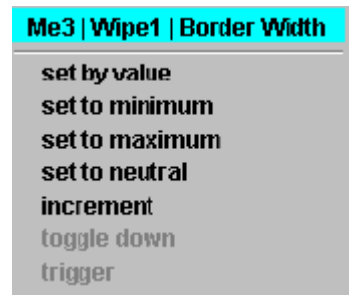 Me3 | Wipe1 | Border Width
set by value
set to minimum
set to maximum
set to neutral
increment
toggle down
trigger